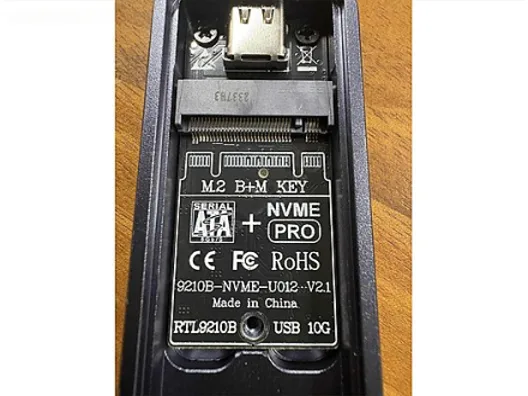 M.2 B+M KEY
SERIAL
ATA
+
NVME
PRO
CE FC RoHS
9210B-NVME-U012--V2.1
Made in China
RTL9210B
USB 10G